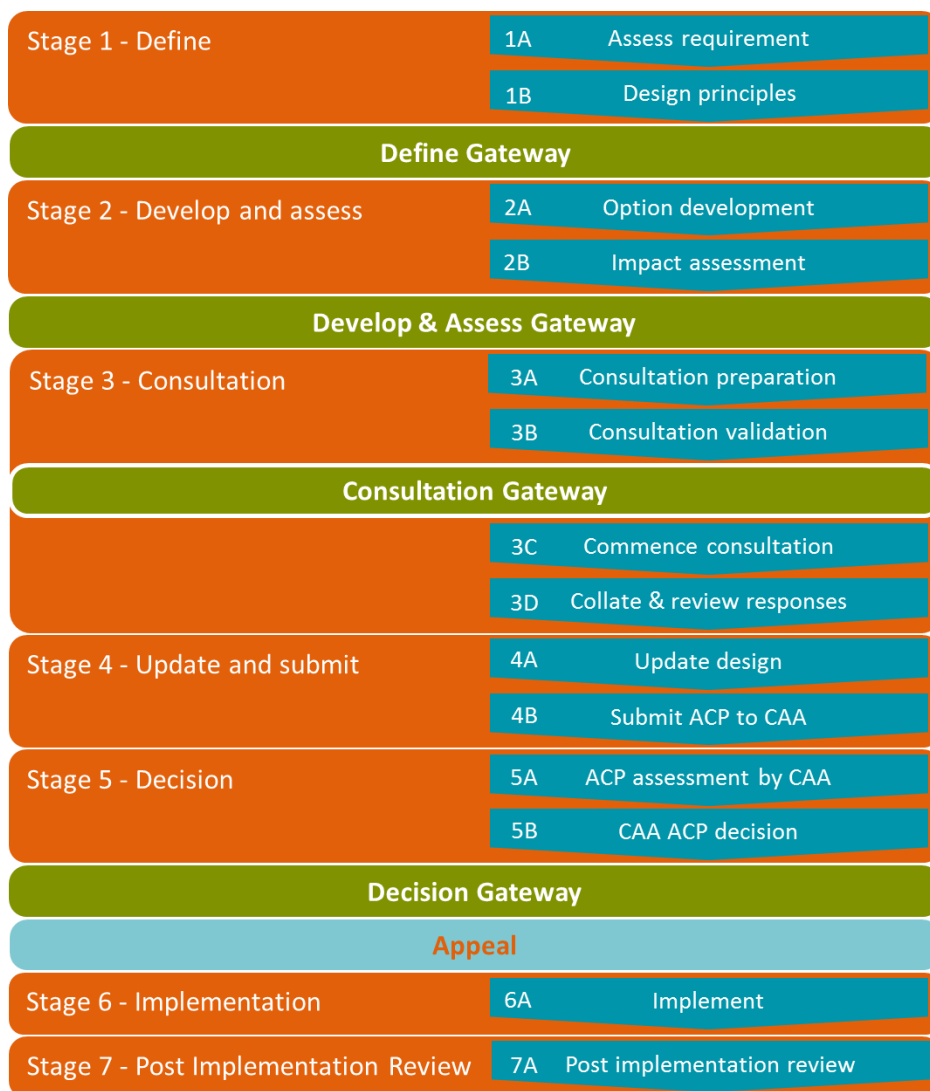 Stage 1 - Define
1A Assess requirement
1B Design principles
Define Gateway
Stage 2 - Develop and assess
2A Option development
2B Impact assessment
Develop & Assess Gateway
Stage 3 - Consultation
3A Consultation preparation
3B Consultation validation
Consultation Gateway
3C Commence consultation
3D Collate & review responses
Stage 4 - Update and submit
4A Update design
4B Submit ACP to CAA
Stage 5 - Decision
5A ACP assessment by CAA
5B CAA ACP decision
Decision Gateway
Appeal
Stage 6 - Implementation
6A Implement
Stage 7 - Post Implementation Review
7A Post implementation review